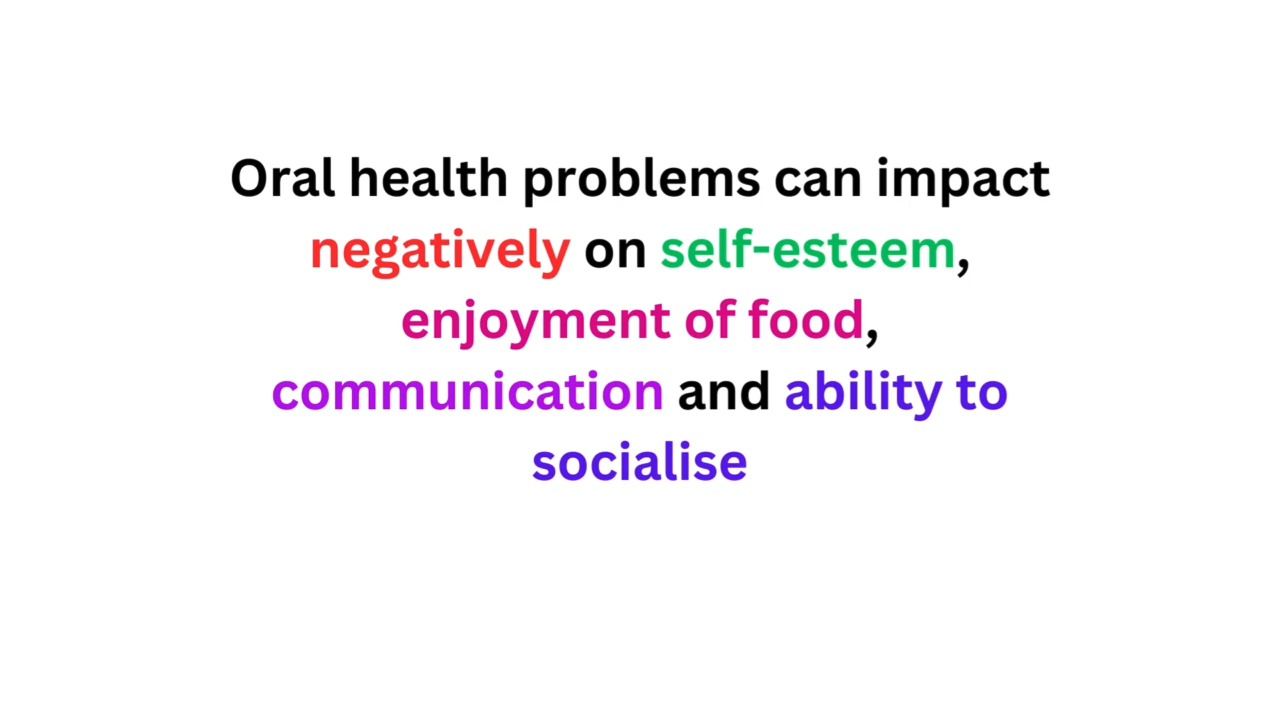 Oral health problems can impact
negatively on self-esteem,
enjoyment of food,
communication and ability to
socialise